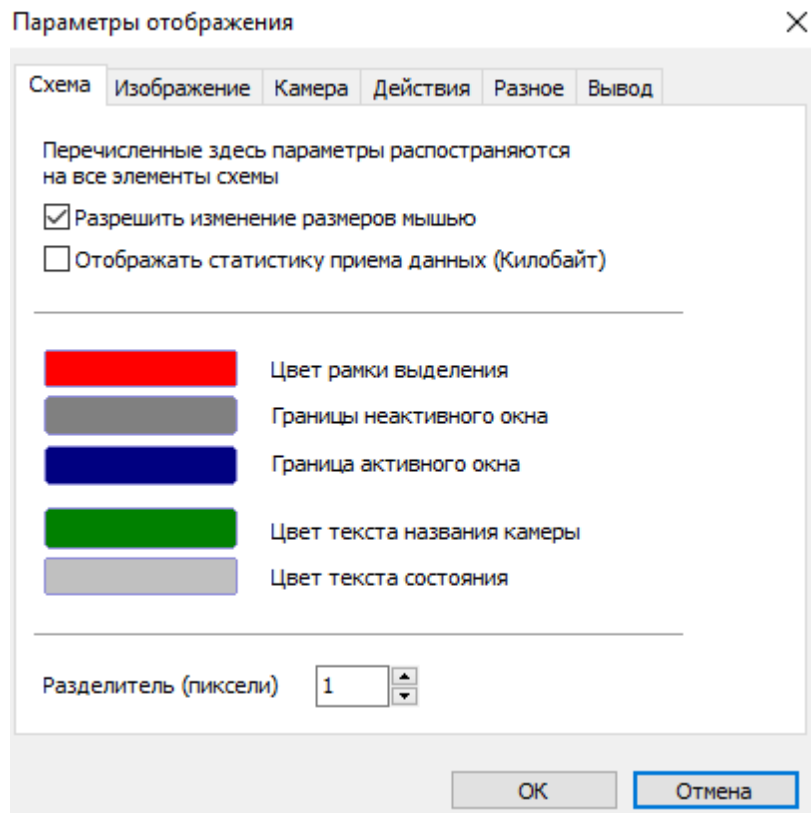 Параметры отображения
Схема Изображение Камера Действия Разное Вывод
Перечисленные здесь параметры распостраняются
на все элементы схемы
Разрешить изменение размеров мышью
Отображать статистику приема данных (Килобайт)
Цвет рамки выделения
Границы неактивного окна
Граница активного окна
Цвет текста названия камеры
Цвет текста состояния
Разделитель (пиксели) 1
ОК Отмена